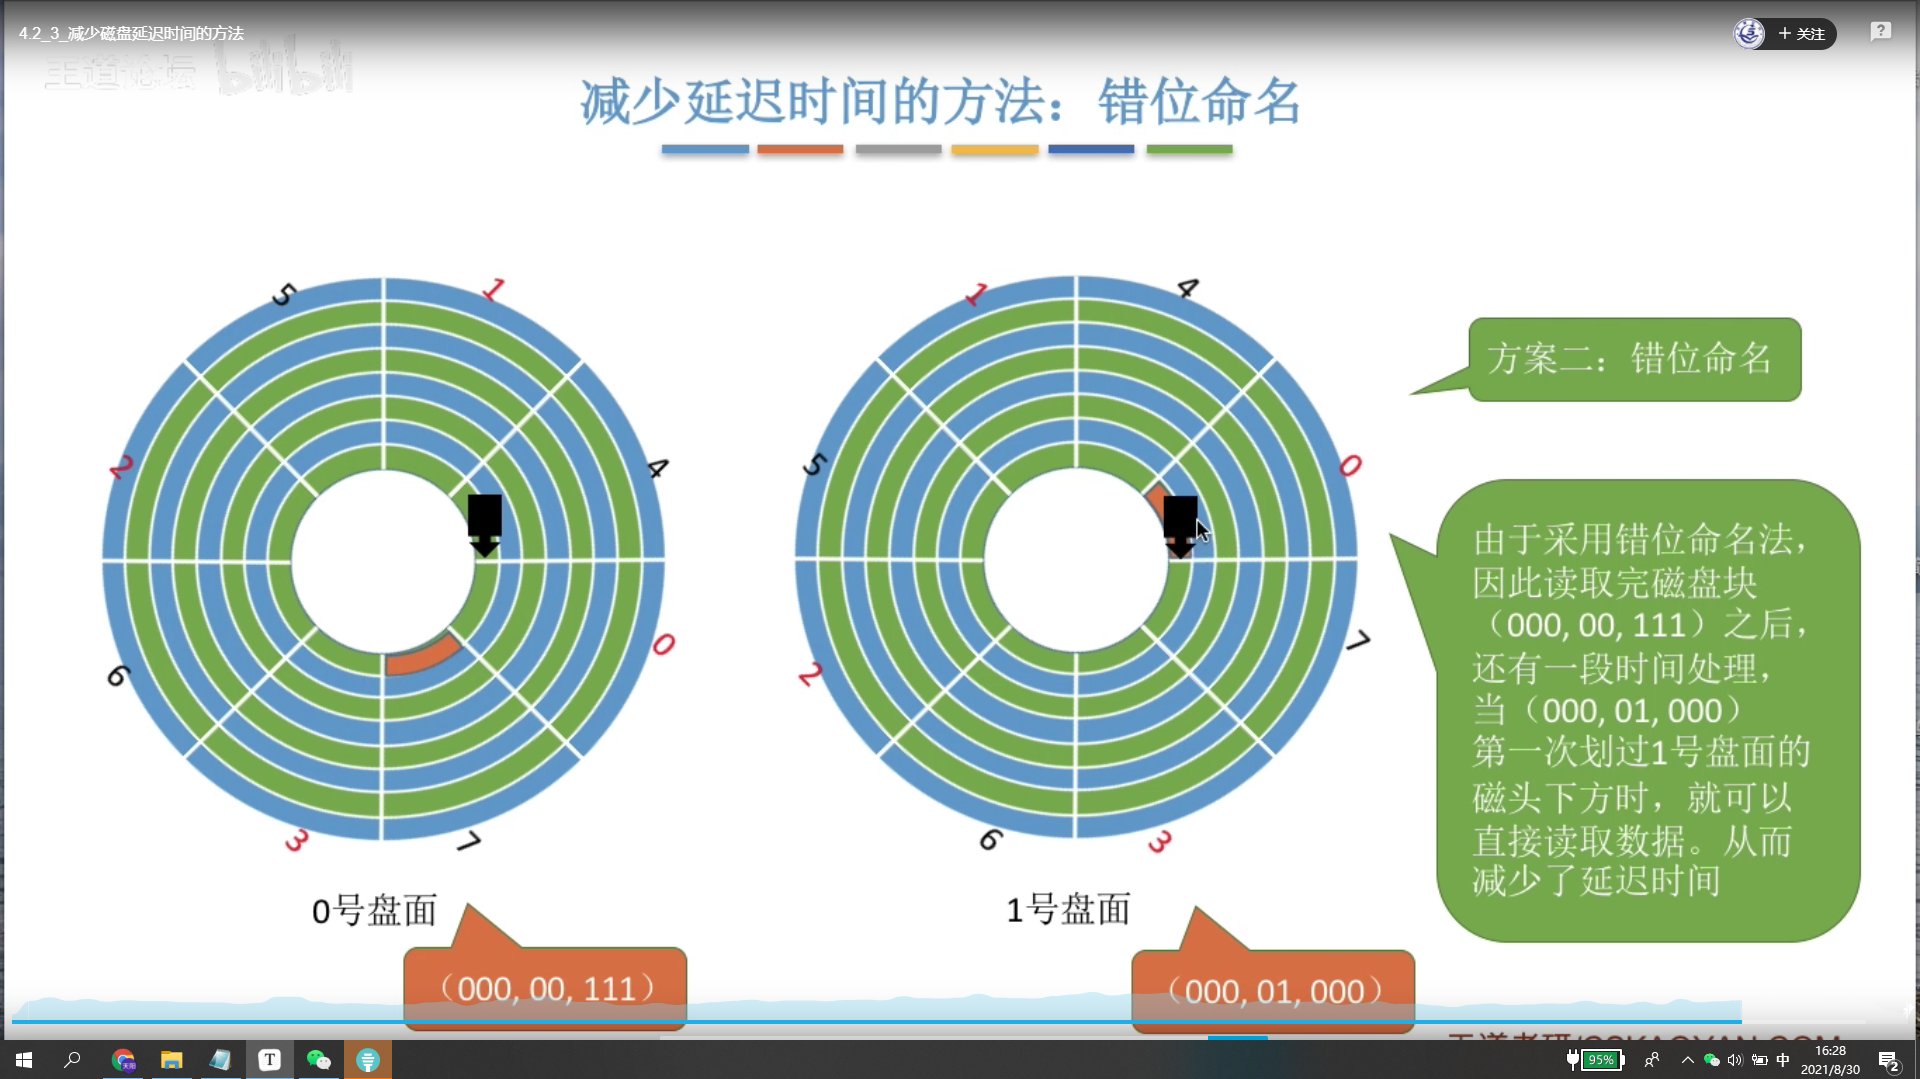 4.2_3_减少磁盘延迟时间的方法
+ 关注
?
王道论坛 bilibili
减少延迟时间的方法：错位命名
5
1
2
4
6
0
3
7
1
4
5
0
2
7
6
3
方案二：错位命名
由于采用错位命名法，
因此读取完磁盘块
（000, 00, 111）之后，
还有一段时间处理，
当（000, 01, 000）
第一次划过1号盘面的
磁头下方时，就可以
直接读取数据。从而
减少了延迟时间
0号盘面
1号盘面
（000, 00, 111）
（000, 01, 000）
T
95%
中
16:28
2021/8/30
2